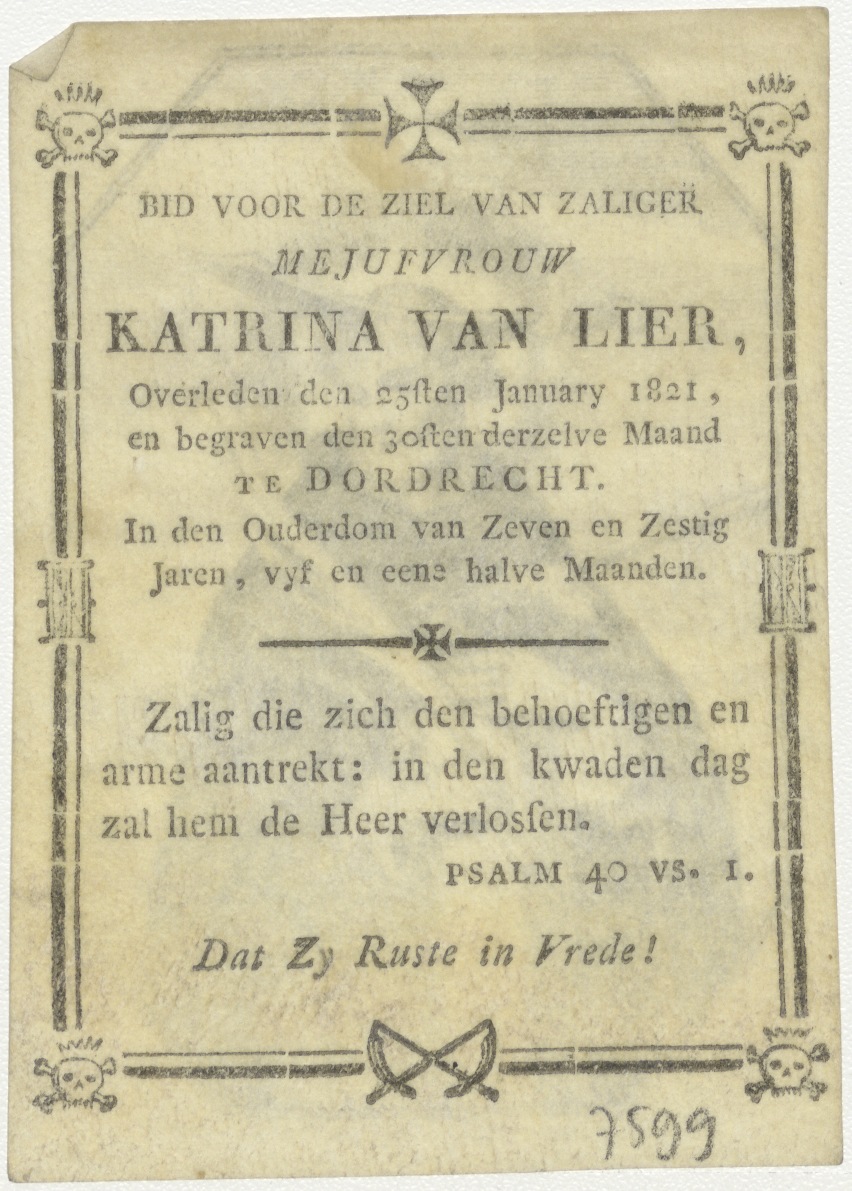 BID VOOR DE ZIEL VAN ZALIGER
MEJUFVROUW
KATRINA VAN LIER,
Overleden den 25ſten January 1821,
en begraven den 30ſten derzelve Maand
TE DORDRECHT.
In den Ouderdom van Zeven en Zestig
Jaren, vyf en eene halve Maanden.
Zalig die zich den behoeftigen en
arme aantrekt: in den kwaden dag
zal hem de Heer verlosſen.
PSALM 40 VS. 1.
Dat Zy Ruste in Vrede!
7599